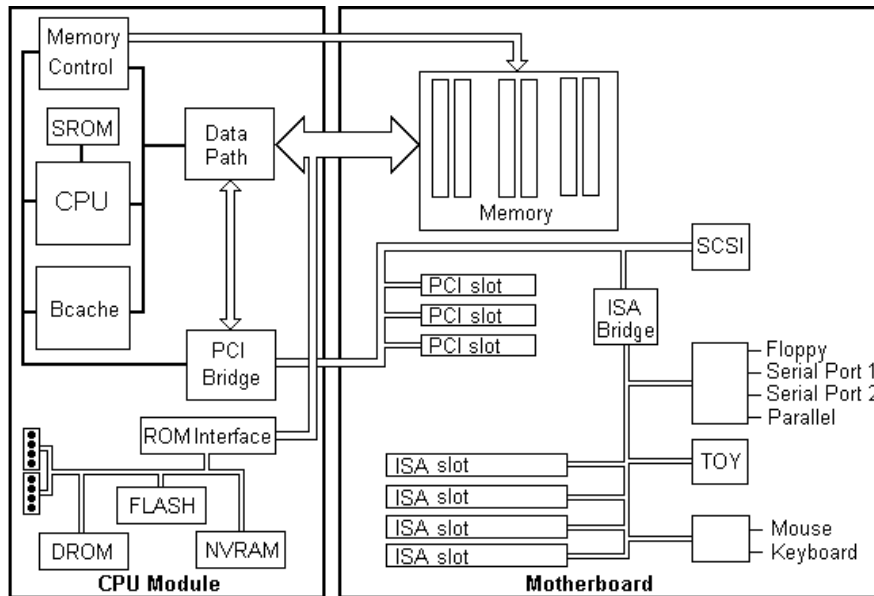 Memory
Control
SROM
CPU
Bcache
Data
Path
PCI
Bridge
ROM Interface
FLASH
DROM
NVRAM
CPU Module
Memory
SCSI
PCI slot
PCI slot
PCI slot
ISA
Bridge
Floppy
Serial Port 1
Serial Port 2
Parallel
TOY
ISA slot
ISA slot
ISA slot
ISA slot
Mouse
Keyboard
Motherboard